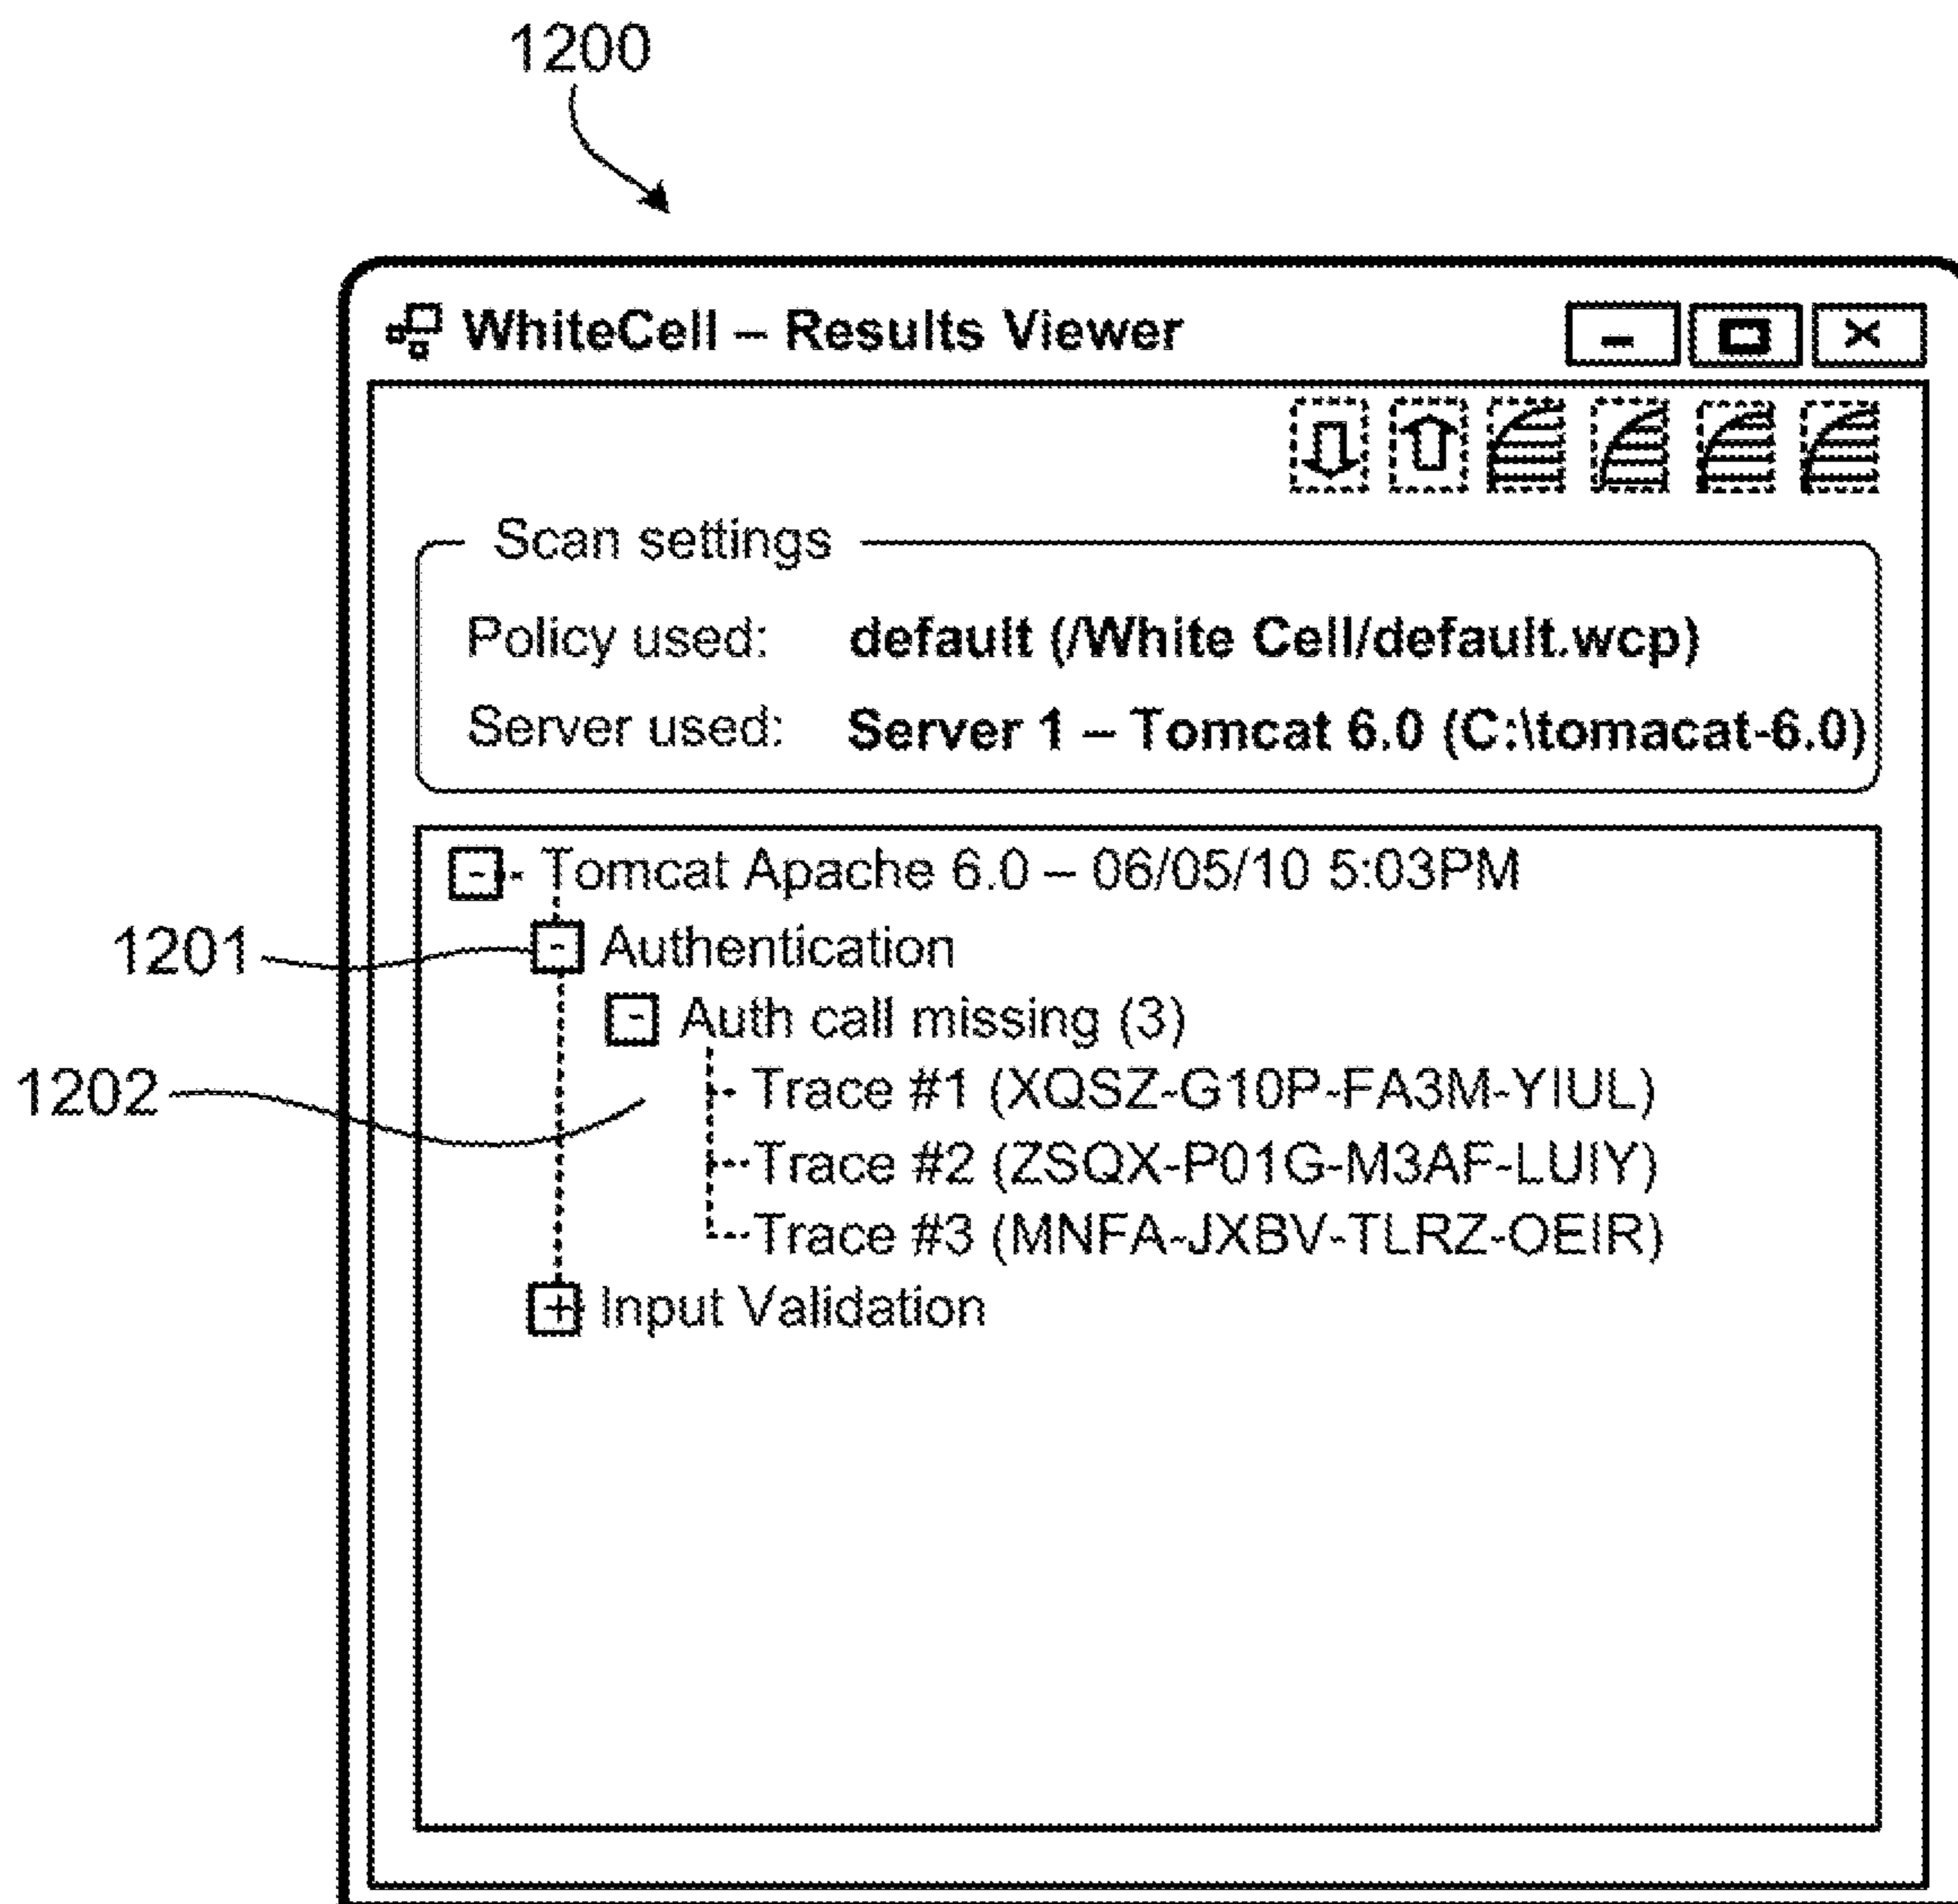 1200
WhiteCell – Results Viewer
Scan settings
Policy used: default (/White Cell/default.wcp)
Server used: Server 1 – Tomcat 6.0 (C:\tomacat-6.0)
Tomcat Apache 6.0 – 06/05/10 5:03PM
1201 Authentication
Auth call missing (3)
1202 Trace #1 (XQSZ-G10P-FA3M-YIUL)
Trace #2 (ZSQX-P01G-M3AF-LUIY)
Trace #3 (MNFA-JXBV-TLRZ-OEIR)
Input Validation